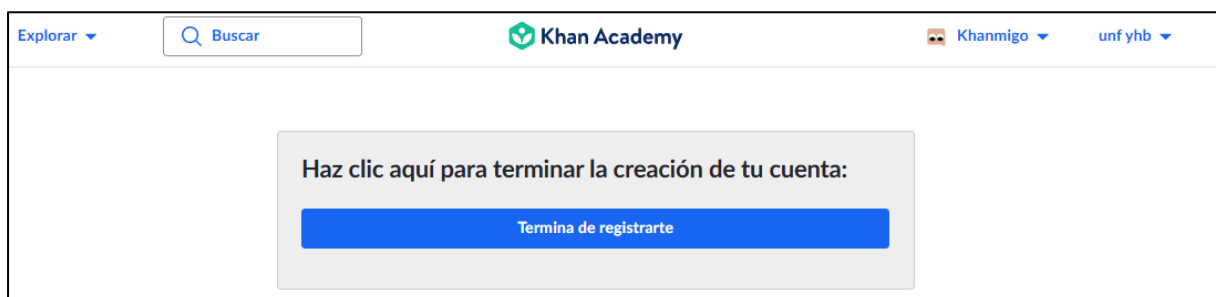 Explorar
Buscar
Khan Academy
Khanmigo
unf yhb
Haz clic aquí para terminar la creación de tu cuenta:
Termina de registrarte